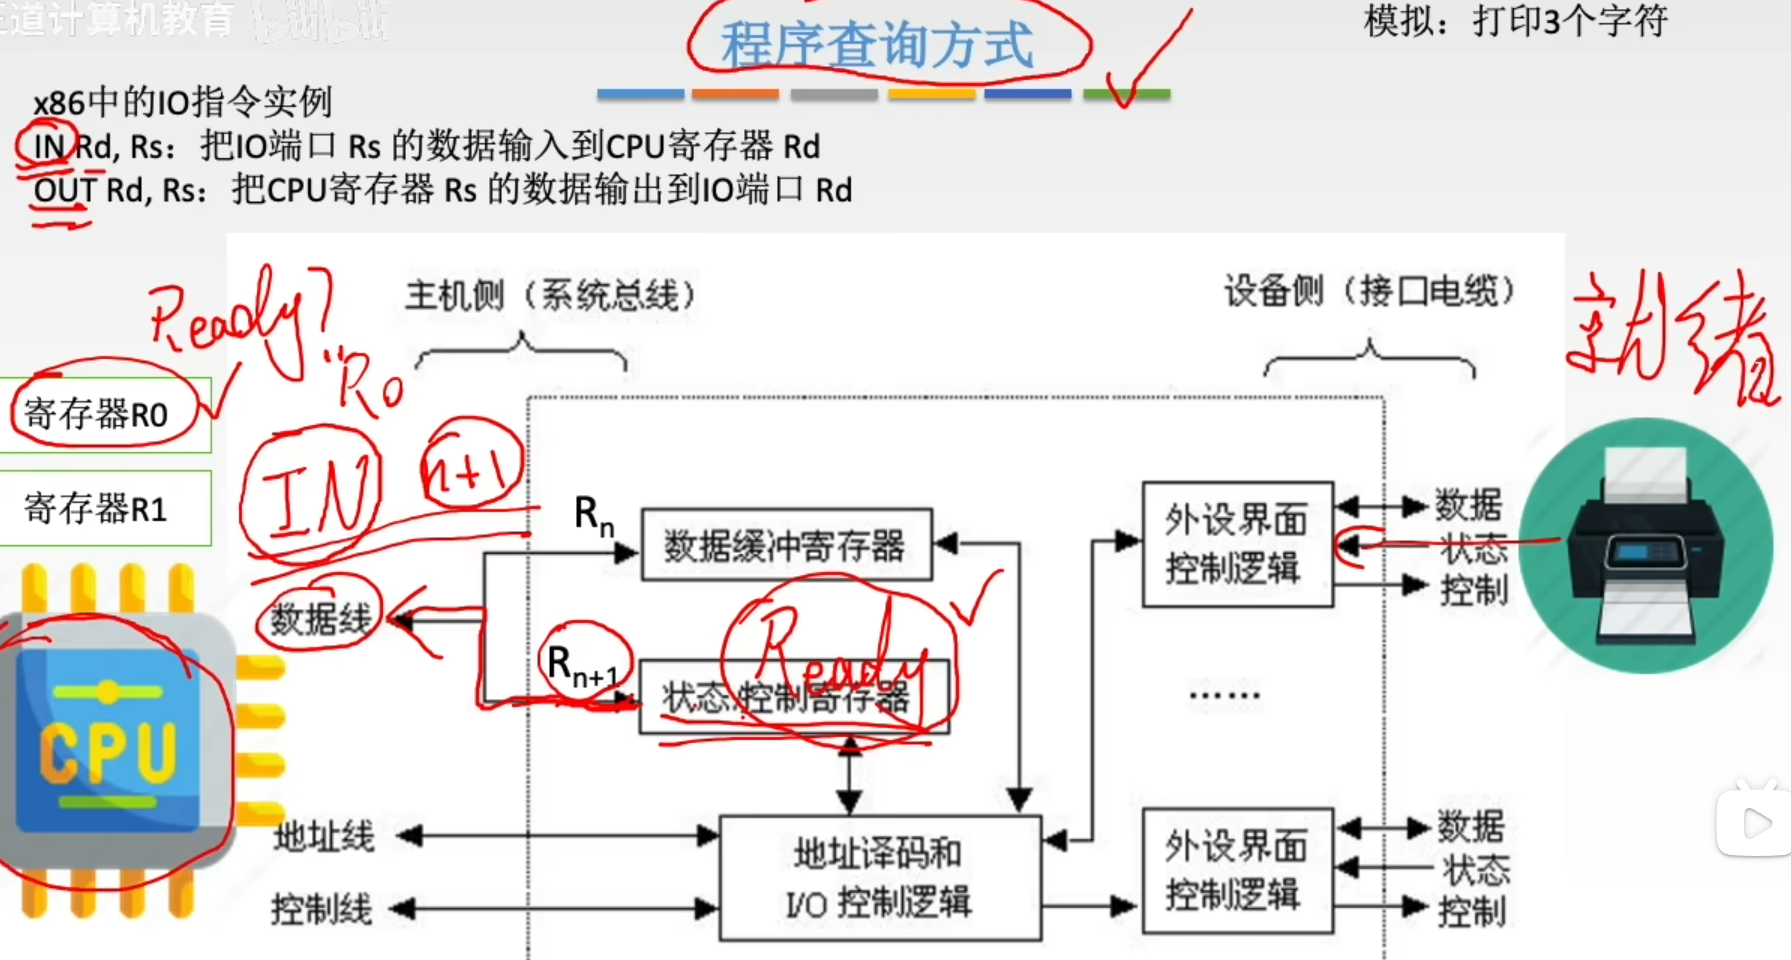 王道计算机教育 bilibili
程序查询方式
模拟：打印3个字符
x86中的IO指令实例
IN Rd, Rs：把IO端口 Rs 的数据输入到CPU寄存器 Rd
OUT Rd, Rs：把CPU寄存器 Rs 的数据输出到IO端口 Rd
主机侧（系统总线）
设备侧（接口电缆）
Ready?
就绪
R0
寄存器R0
IN
n+1
寄存器R1
Rn
数据缓冲寄存器
外设界面
控制逻辑
数据
状态
控制
数据线
Rn+1
Ready
状态/控制寄存器
……
CPU
地址线
控制线
地址译码和
I/O 控制逻辑
外设界面
控制逻辑
数据
状态
控制